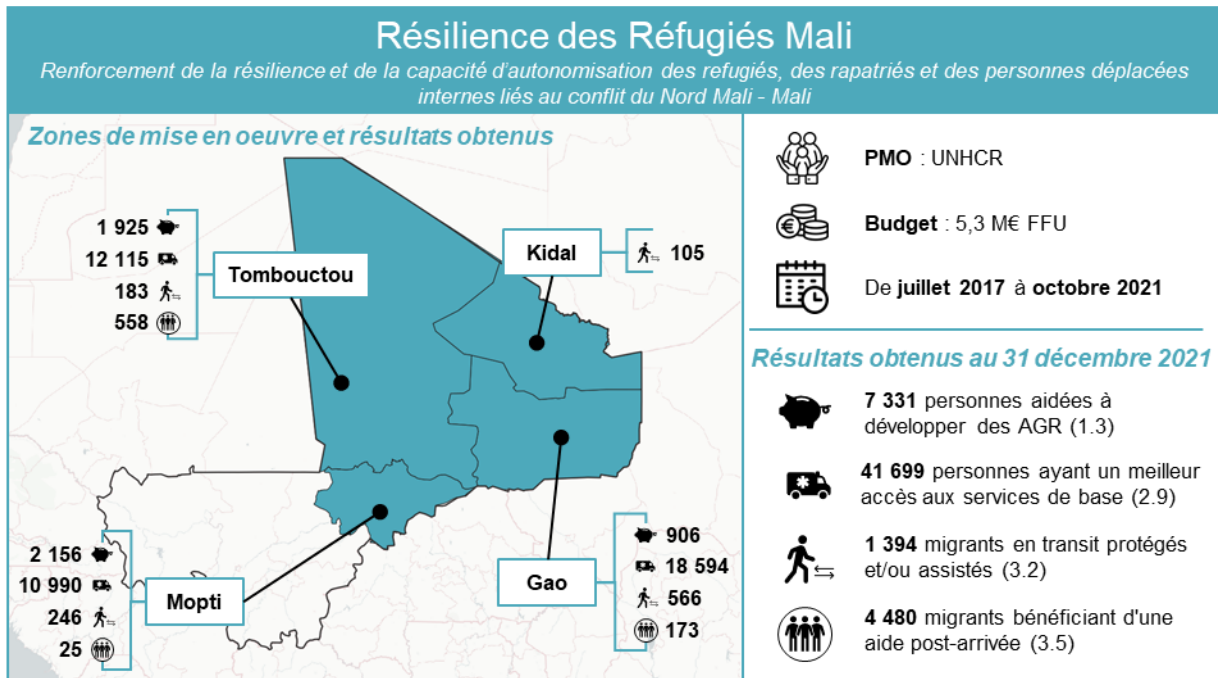 Résilience des Réfugiés Mali
Renforcement de la résilience et de la capacité d'autonomisation des refugiés, des rapatriés et des personnes déplacées
internes liés au conflit du Nord Mali - Mali
Zones de mise en oeuvre et résultats obtenus
1 925
12 115
183
558
Tombouctou
Kidal
105
2 156
10 990
246
25
Mopti
Gao
906
18 594
566
173
PMO : UNHCR
Budget : 5,3 M€ FFU
De juillet 2017 à octobre 2021
Résultats obtenus au 31 décembre 2021
7 331 personnes aidées à
développer des AGR (1.3)
41 699 personnes ayant un meilleur
accès aux services de base (2.9)
1 394 migrants en transit protégés
et/ou assistés (3.2)
4 480 migrants bénéficiant d'une
aide post-arrivée (3.5)